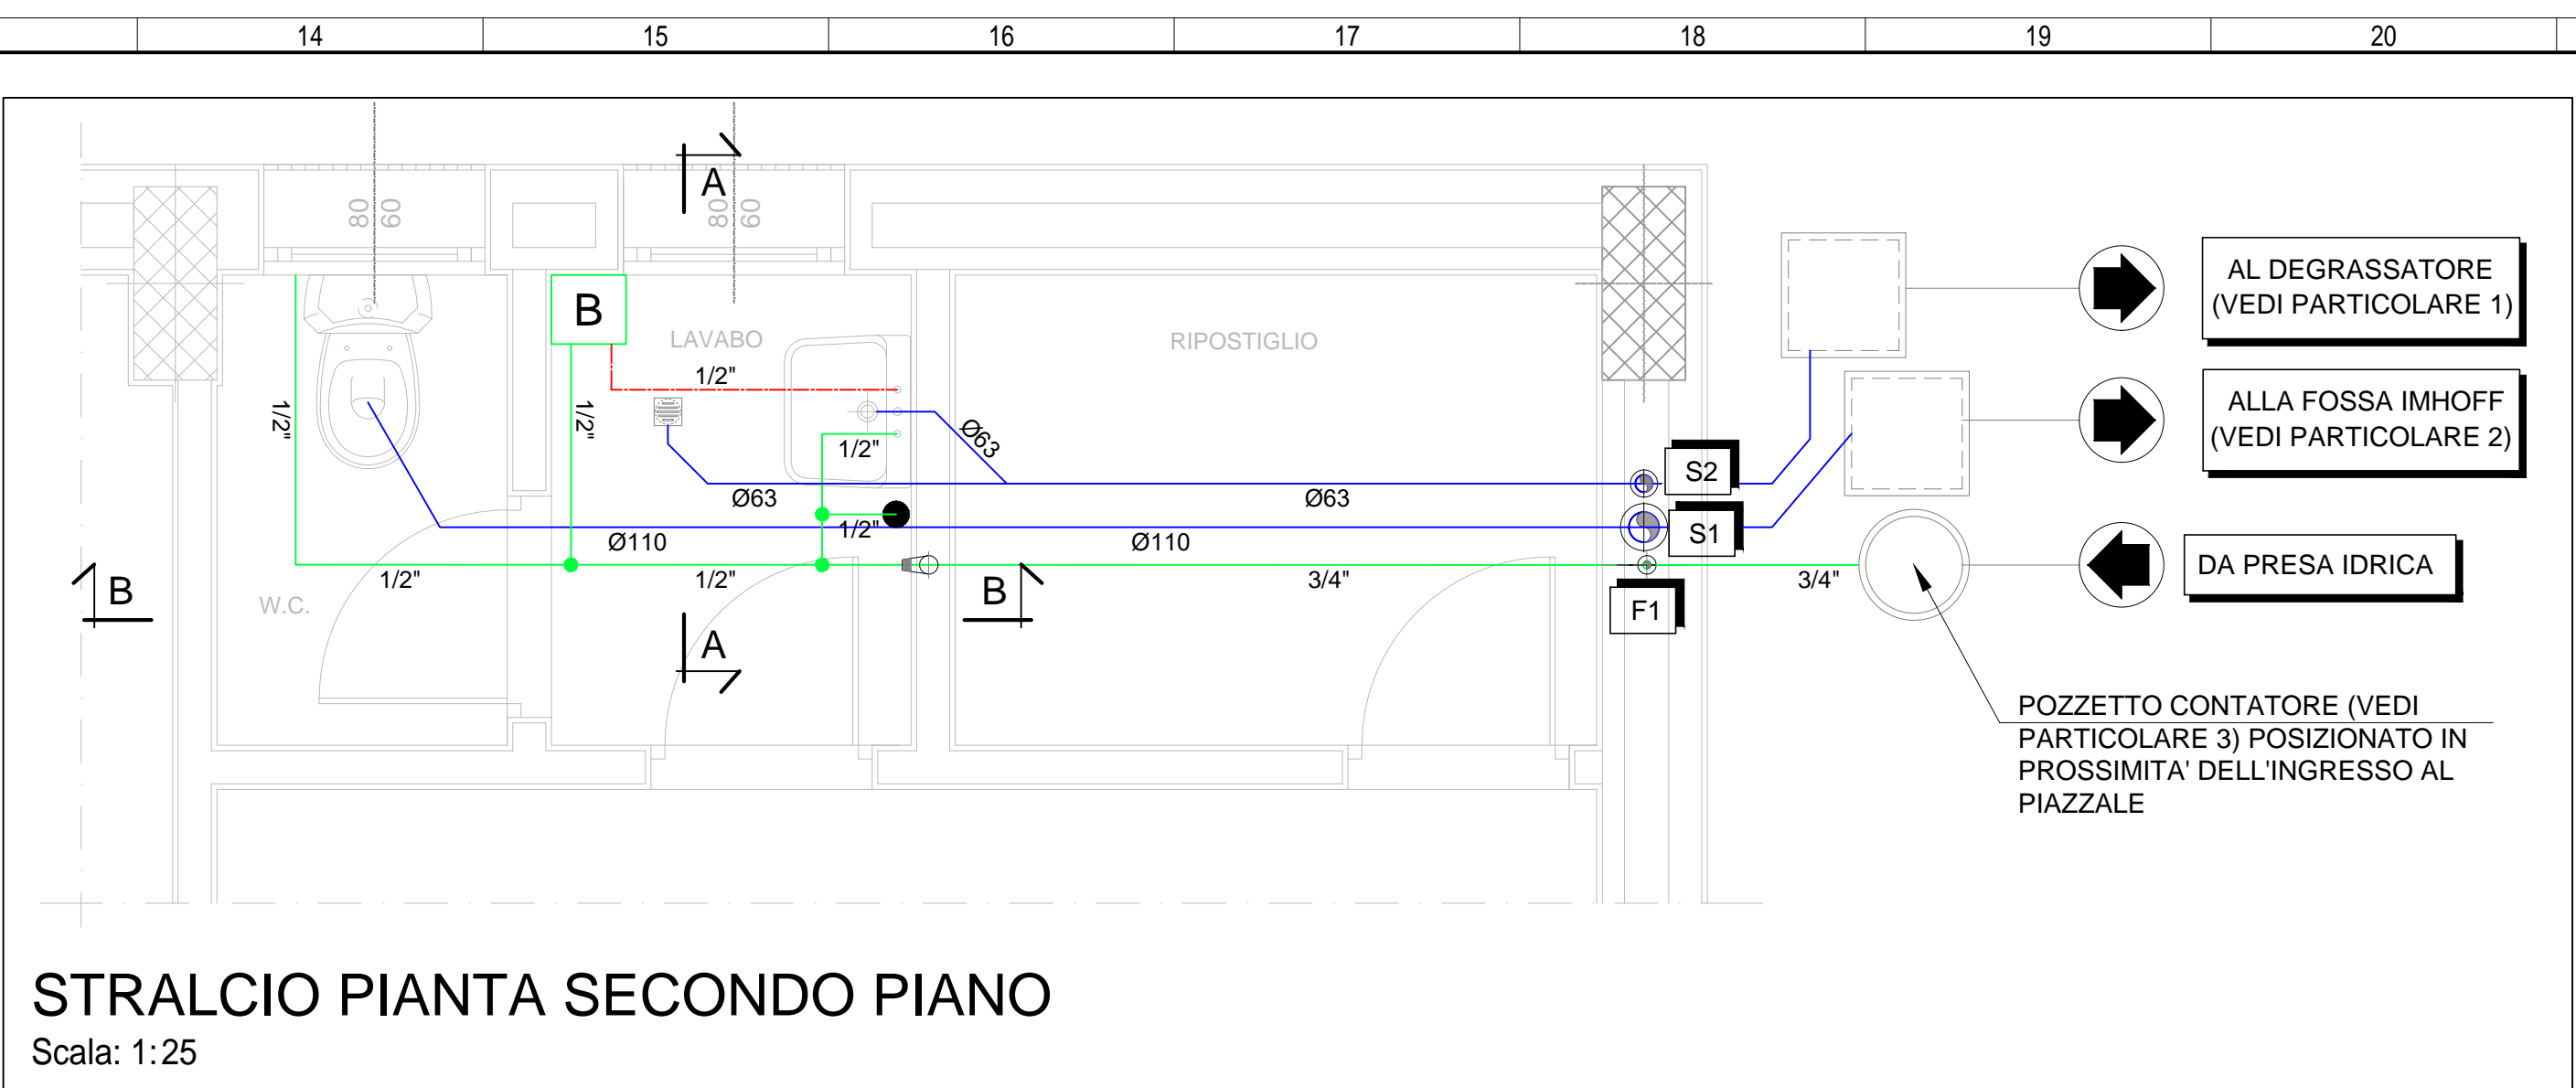 14 15 16 17 18 19 20
A
80
60
80
60
AL DEGRASSATORE
(VEDI PARTICOLARE 1)
B
LAVABO
RIPOSTIGLIO
1/2"
ALLA FOSSA IMHOFF
(VEDI PARTICOLARE 2)
1/2"
1/2"
1/2"
Ø63
S2
Ø63
Ø63
1/2"
S1
Ø110
Ø110
DA PRESA IDRICA
1/2"
1/2"
3/4"
3/4"
B
B
W.C.
F1
A
POZZETTO CONTATORE (VEDI
PARTICOLARE 3) POSIZIONATO IN
PROSSIMITA' DELL'INGRESSO AL
PIAZZALE
STRALCIO PIANTA SECONDO PIANO
Scala: 1:25